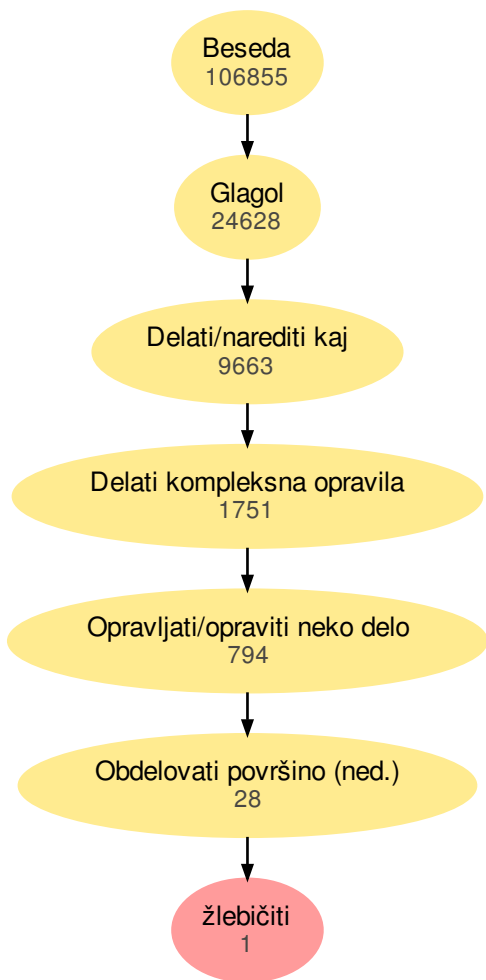 Beseda
106855
Glagol
24628
Delati/narediti kaj
9663
Delati kompleksna opravila
1751
Opravljati/opraviti neko delo
794
Obdelovati površino (ned.)
28
žlebičiti
1